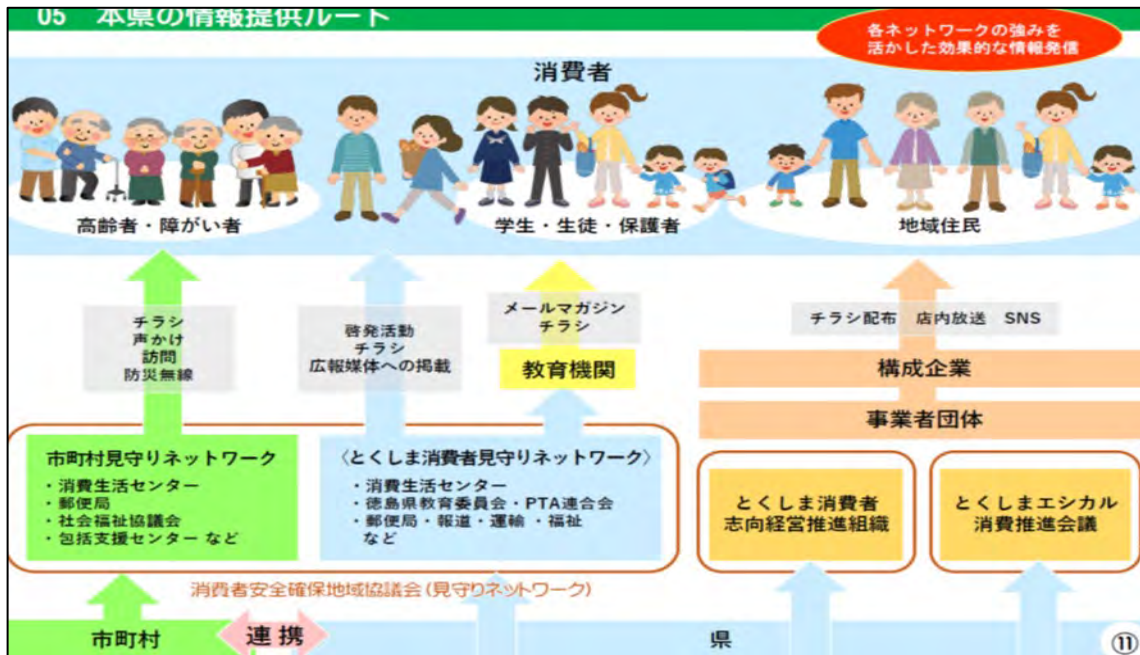 05　本県の情報提供ルート
各ネットワークの強みを
活かした効果的な情報発信
消費者
高齢者・障がい者
学生・生徒・保護者
地域住民
チラシ
声かけ
訪問
防災無線
啓発活動
チラシ
広報媒体への掲載
メールマガジン
チラシ
教育機関
チラシ配布　店内放送　SNS
構成企業
事業者団体
市町村見守りネットワーク
・消費生活センター
・郵便局
・社会福祉協議会
・包括支援センター など
〈とくしま消費者見守りネットワーク〉
・消費生活センター
・徳島県教育委員会・PTA連合会
・郵便局・報道・運輸・福祉
など
とくしま消費者
志向経営推進組織
とくしまエシカル
消費推進会議
消費者安全確保地域協議会(見守りネットワーク)
市町村
連携
県
⑪